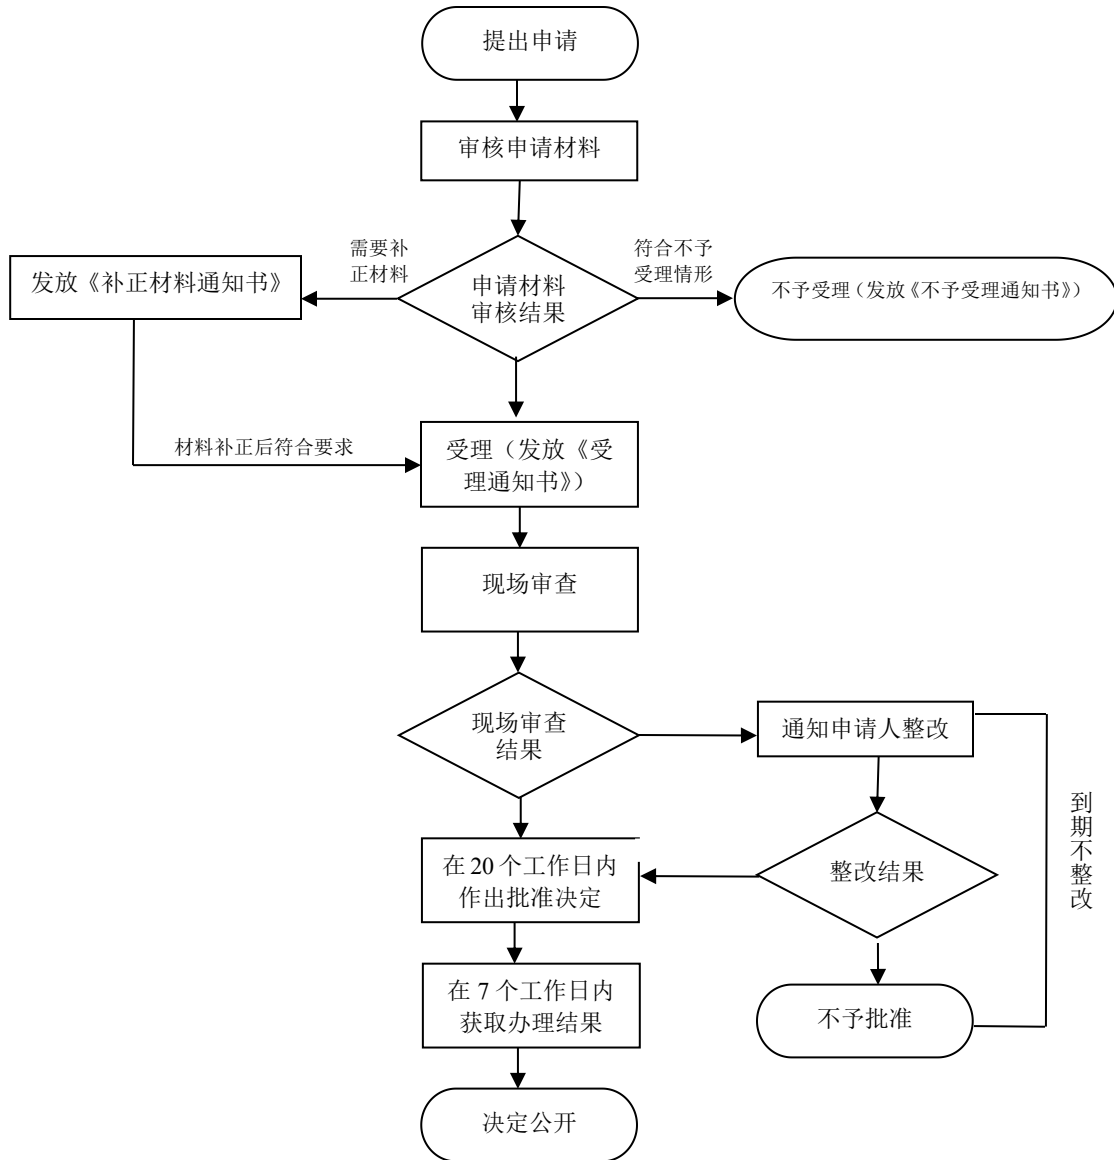 提出申请
审核申请材料
需要补
正材料
符合不予
受理情形
发放《补正材料通知书》
申请材料
审核结果
不予受理（发放《不予受理通知书》）
材料补正后符合要求
受理（发放《受
理通知书》）
现场审查
现场审查
结果
通知申请人整改
到期不整改
在 20 个工作日内
作出批准决定
整改结果
在 7 个工作日内
获取办理结果
不予批准
决定公开